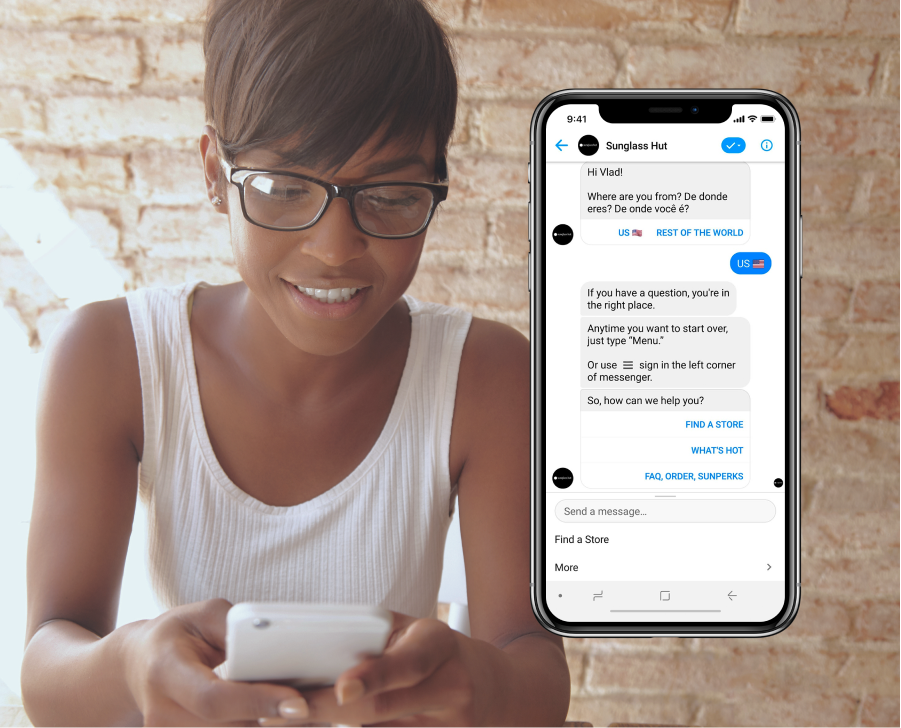 9:41
Sunglass Hut
Hi Vlad!
Where are you from? De donde
eres? De onde você é?
US 🇺🇸 REST OF THE WORLD
US 🇺🇸
If you have a question, you're in
the right place.
Anytime you want to start over,
just type “Menu.”
Or use ☰ sign in the left corner
of messenger.
So, how can we help you?
FIND A STORE
WHAT'S HOT
FAQ, ORDER, SUNPERKS
Send a message...
Find a Store
More